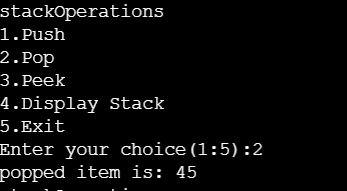 stackOperations
1.Push
2.Pop
3.Peek
4.Display Stack
5.Exit
Enter your choice(1:5):2
popped item is: 45